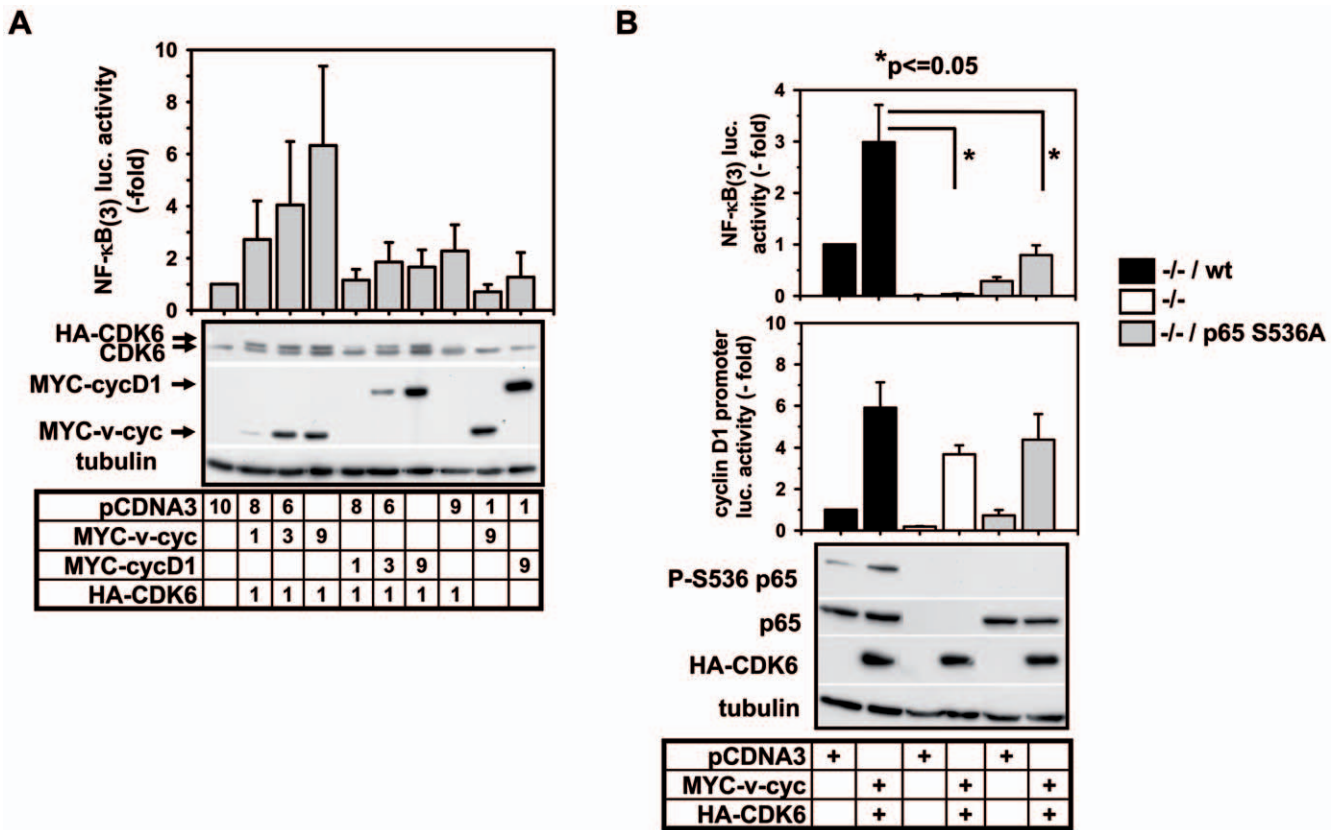 A
NF-κB(3) luc. activity
(-fold)
10
8
6
4
2
0
HA-CDK6
CDK6
MYC-cycD1
MYC-v-cyc
tubulin
pCDNA3 10 8 6 8 6 9 1 1
MYC-v-cyc 1 3 9 9
MYC-cycD1 1 3 9 9
HA-CDK6 1 1 1 1 1 1 1
B
*p<=0.05
NF-κB(3) luc.
activity (- fold)
4
3
2
1
0
* *
-/- / wt
-/-
-/- / p65 S536A
cyclin D1 promoter
luc. activity (- fold)
10
8
6
4
2
0
P-S536 p65
p65
HA-CDK6
tubulin
pCDNA3 + + +
MYC-v-cyc + + +
HA-CDK6 + + +